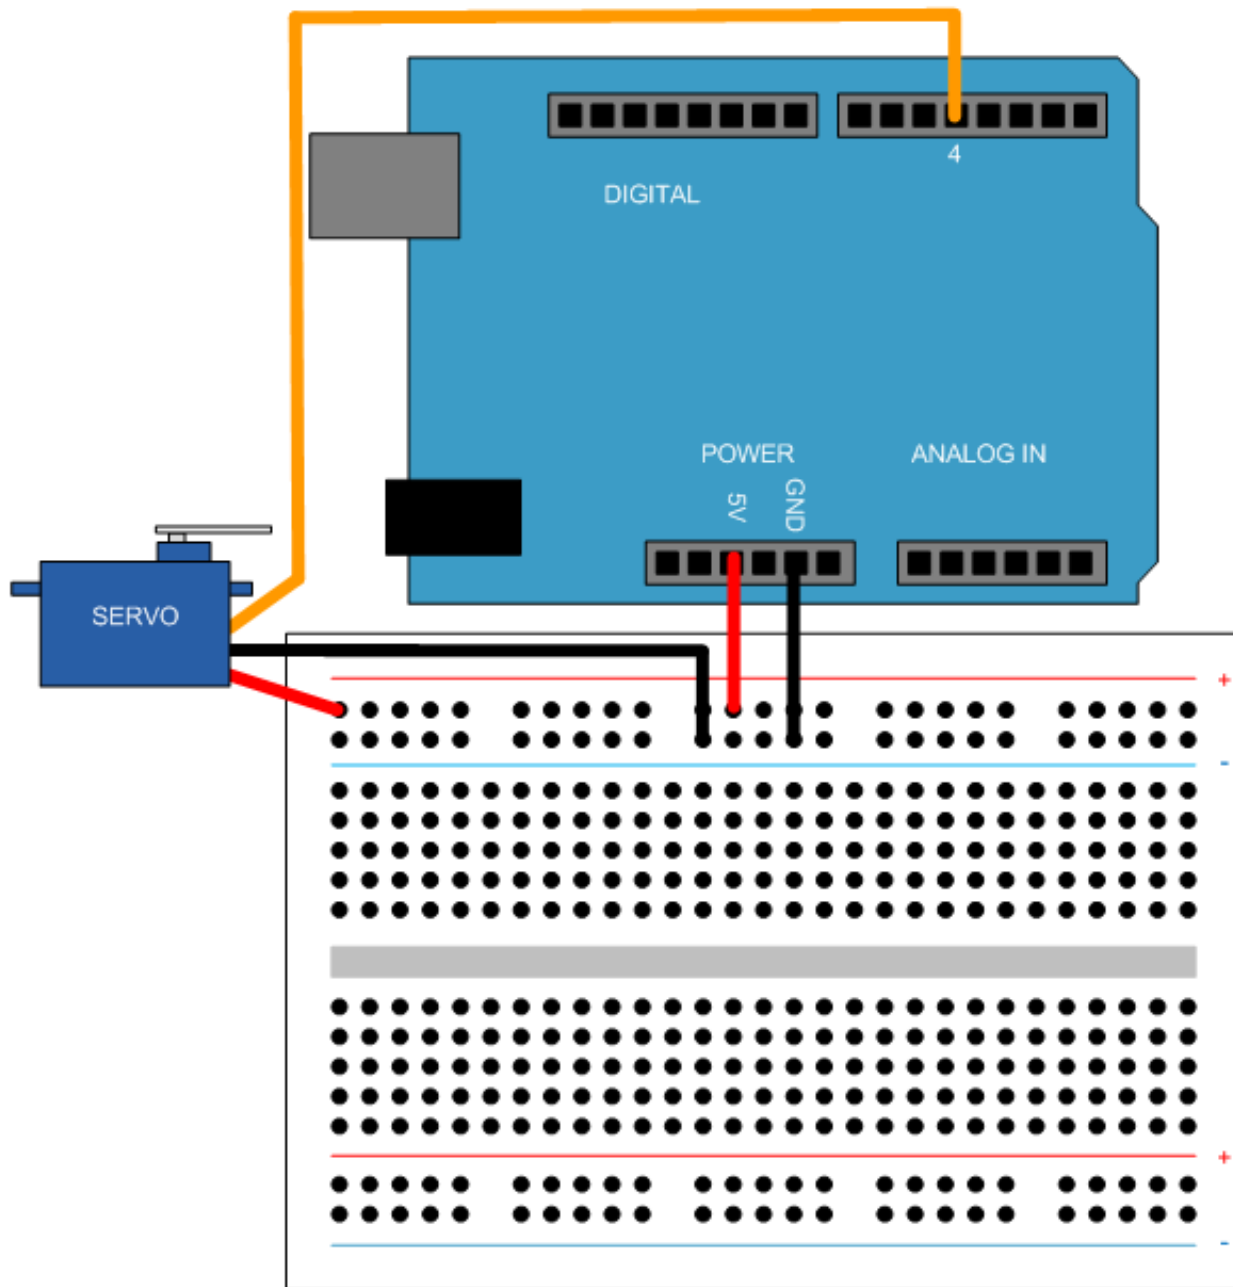 4
DIGITAL
POWER
ANALOG IN
5V
GND
SERVO
+
-
+
-